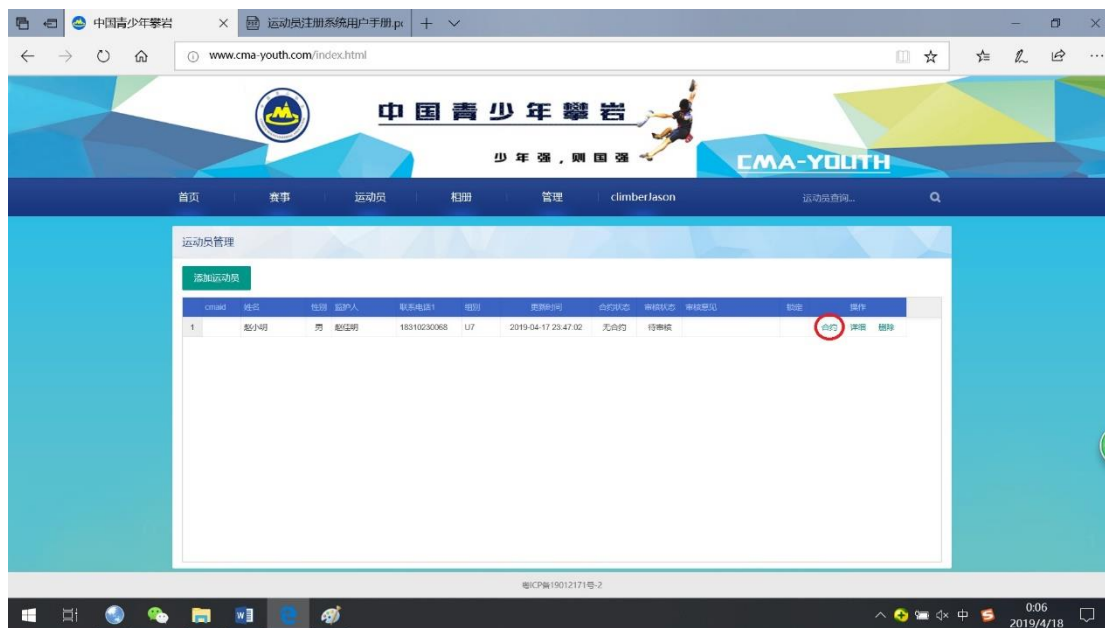 中国青少年攀岩
运动员注册系统用户手册.pd
www.cma-youth.com/index.html
中国青少年攀岩
少年强，则国强
CMA-YOUTH
首页 赛事 运动员 相册 管理 climberJason 运动员查询...
运动员管理
添加运动员
cmaid 姓名 性别 监护人 联系电话1 组别 更新时间 合约状态 审核状态 审核意见 锁定 操作
1 赵小明 男 赵佳明 18310230068 U7 2019-04-17 23:47:02 无合约 待审核 合约 详细 删除
粤ICP备19012171号-2
中 0:06
2019/4/18